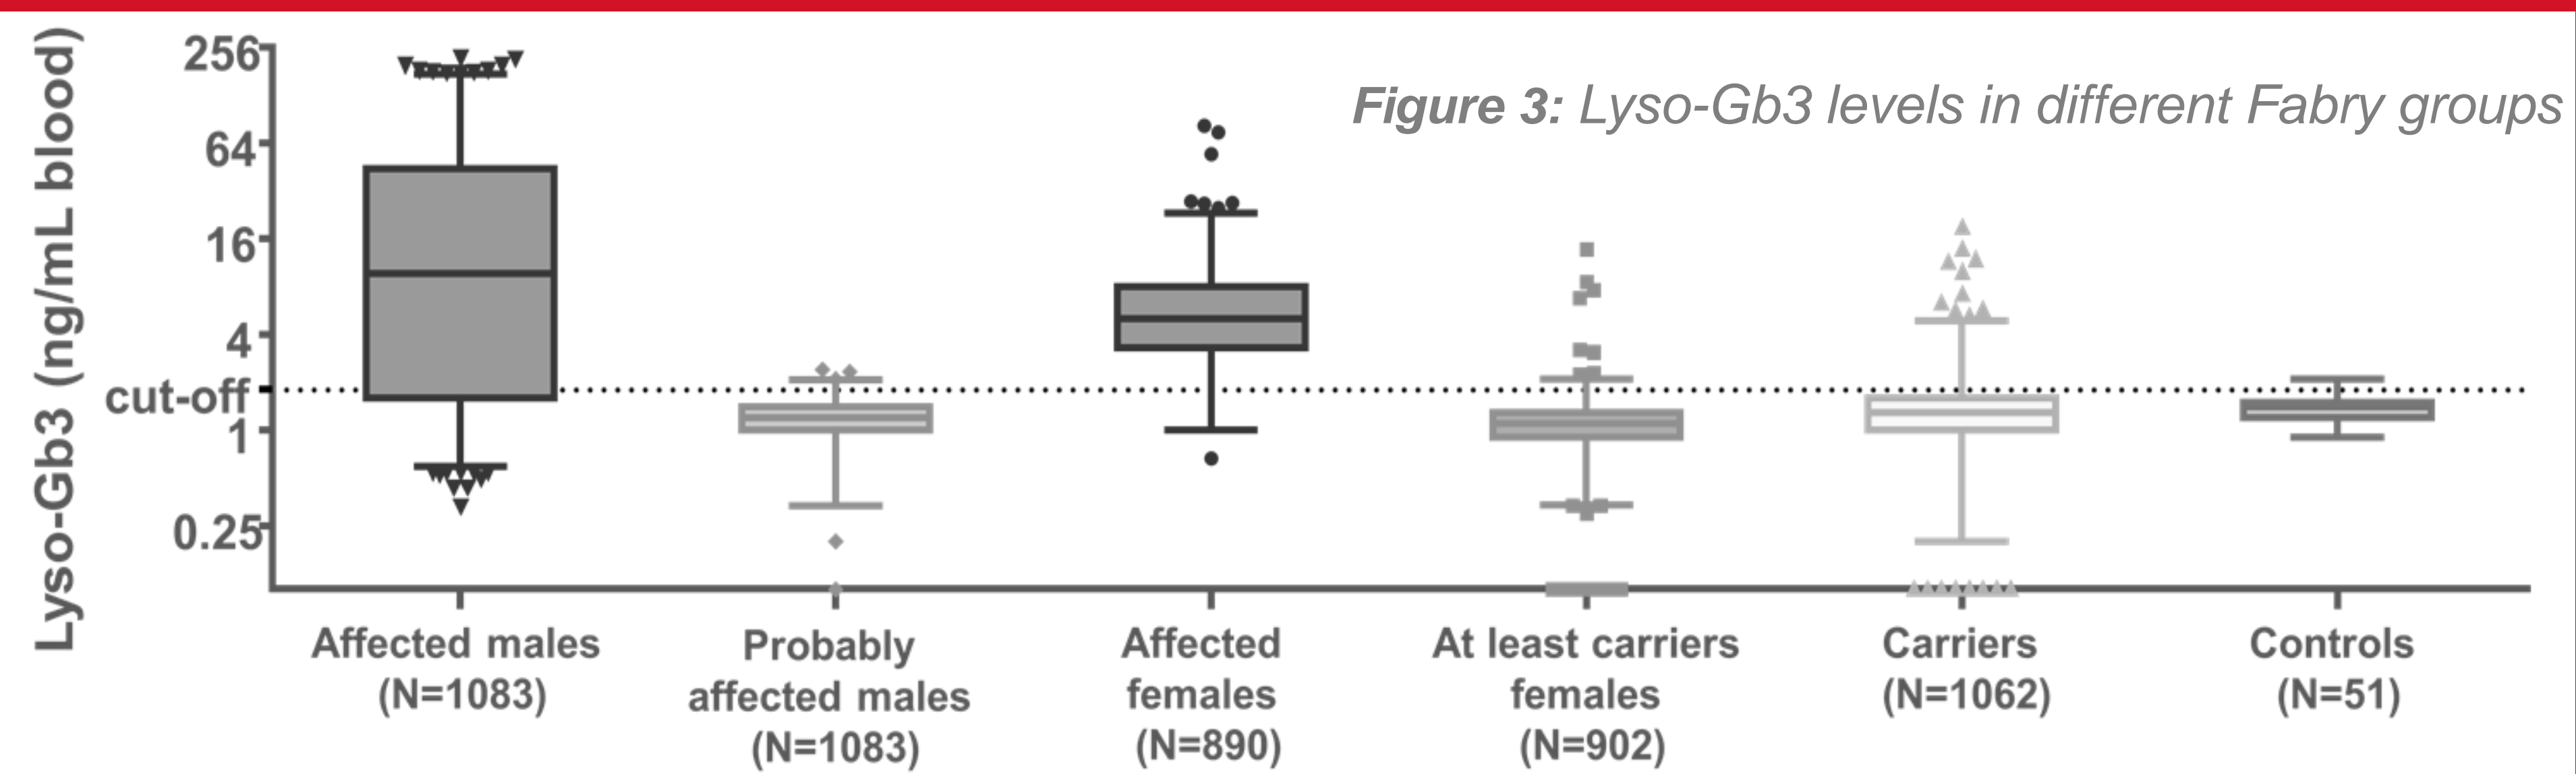 Figure 3: Lyso-Gb3 levels in different Fabry groups
Lyso-Gb3 (ng/mL blood)
256
64
16
4
cut-off
1
0.25
Affected males
(N=1083)
Probably
affected males
(N=1083)
Affected
females
(N=890)
At least carriers
females
(N=902)
Carriers
(N=1062)
Controls
(N=51)